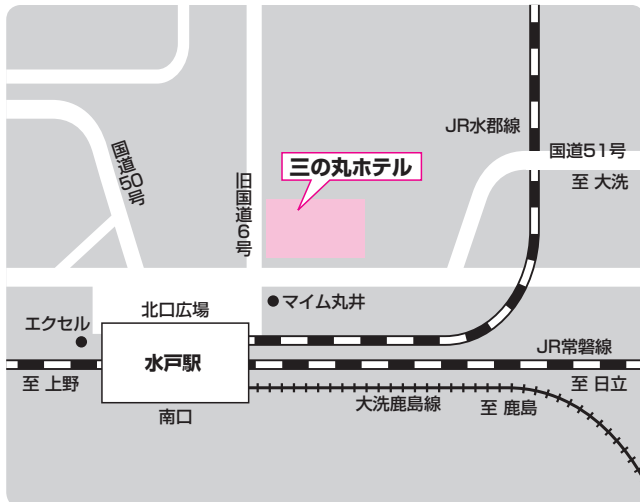 JR水郡線
国道51号
至 大洗
国道50号
三の丸ホテル
旧国道6号
マイム丸井
北口広場
エクセル
水戸駅
JR常磐線
至 上野
至 日立
大洗鹿島線
至 鹿島
南口